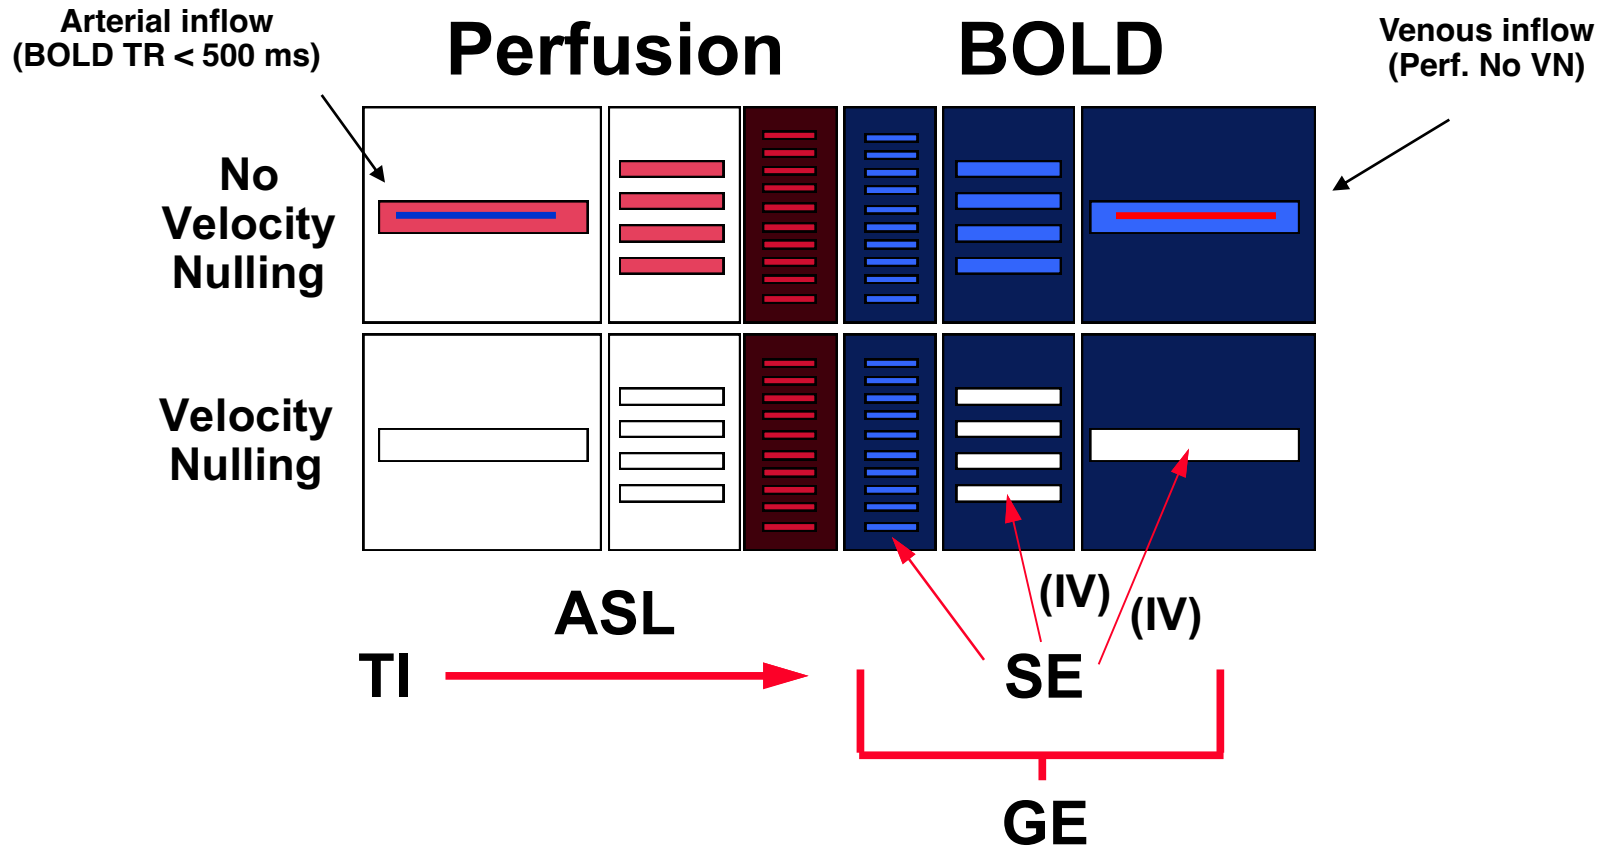 Arterial inflow
(BOLD TR < 500 ms)
Perfusion
BOLD
Venous inflow
(Perf. No VN)
No
Velocity
Nulling
Velocity
Nulling
ASL
TI
(IV)
(IV)
SE
GE